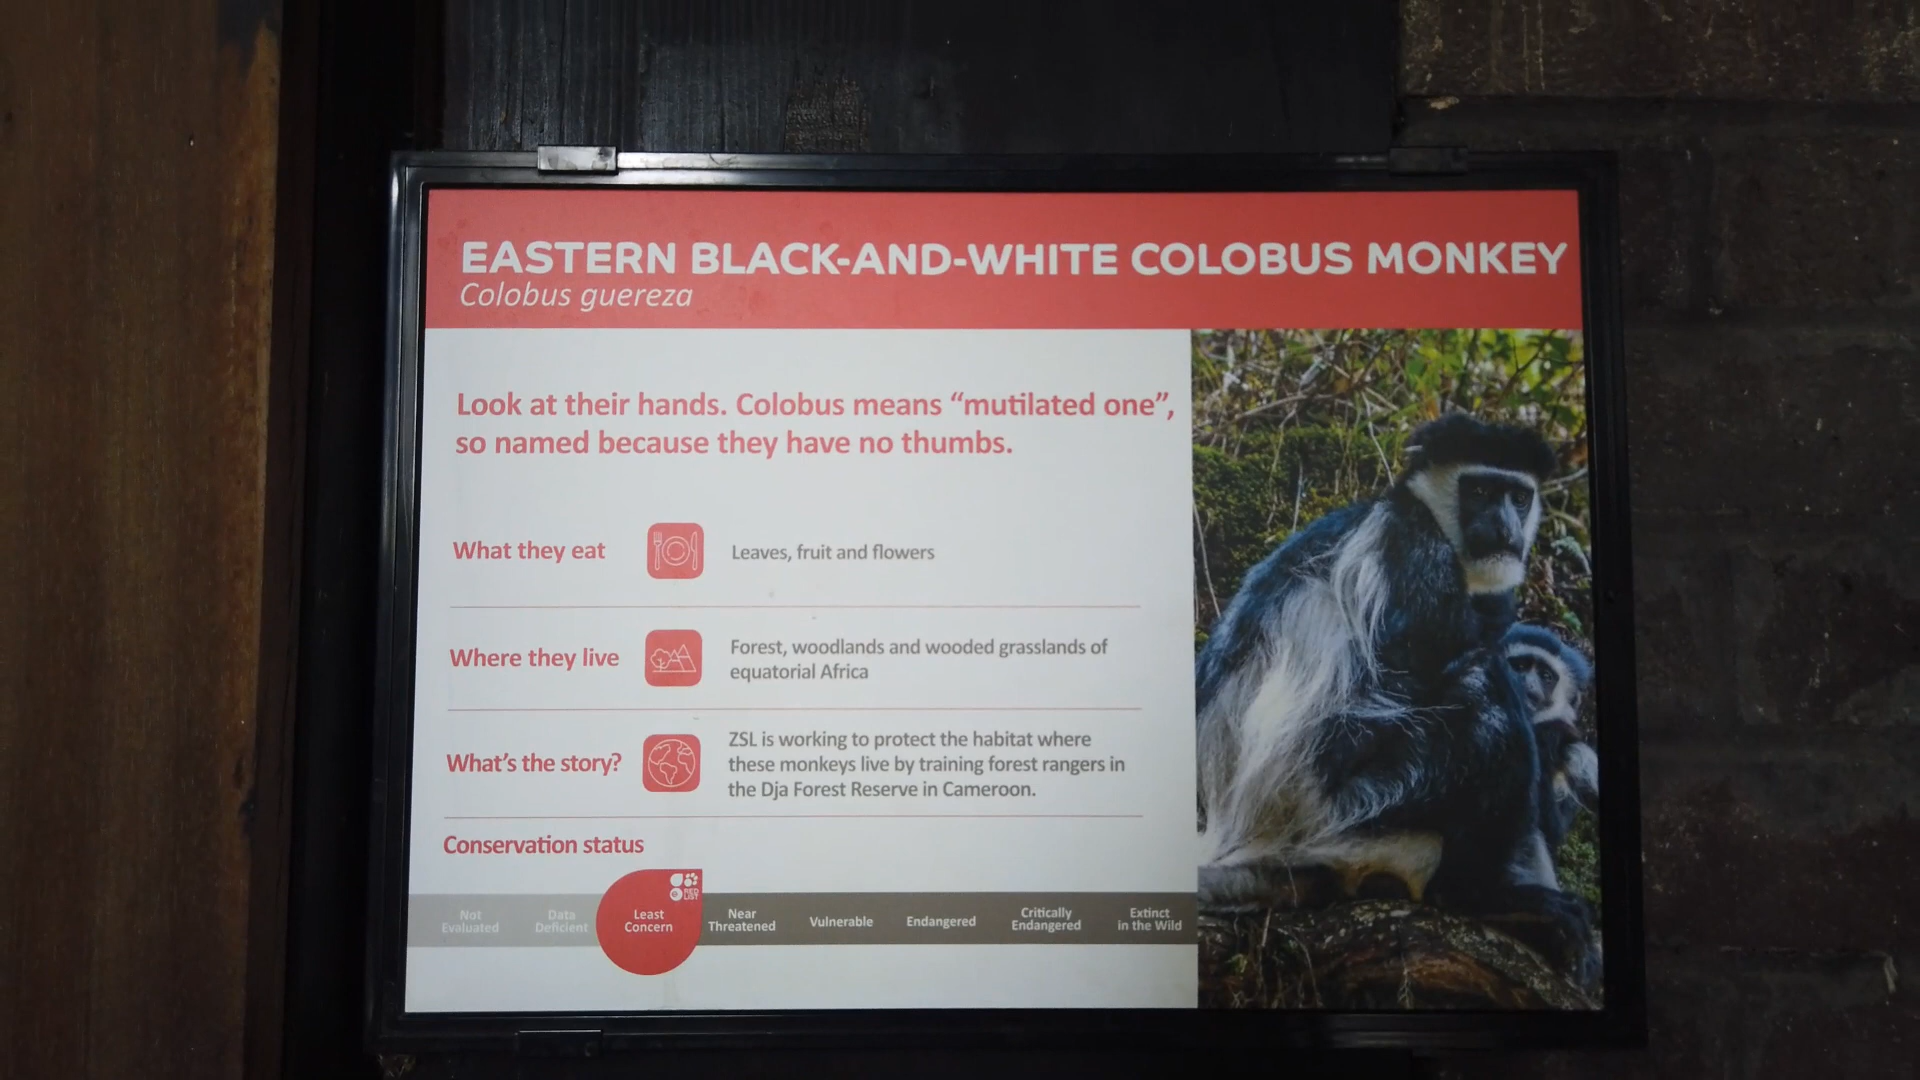 EASTERN BLACK-AND-WHITE COLOBUS MONKEY
Colobus guereza
Look at their hands. Colobus means “mutilated one”,
so named because they have no thumbs.
What they eat
Leaves, fruit and flowers
Where they live
Forest, woodlands and wooded grasslands of
equatorial Africa
What's the story?
ZSL is working to protect the habitat where
these monkeys live by training forest rangers in
the Dja Forest Reserve in Cameroon.
Conservation status
RED
LIST
Not
Evaluated
Data
Deficient
Least
Concern
Near
Threatened
Vulnerable
Endangered
Critically
Endangered
Extinct
in the Wild